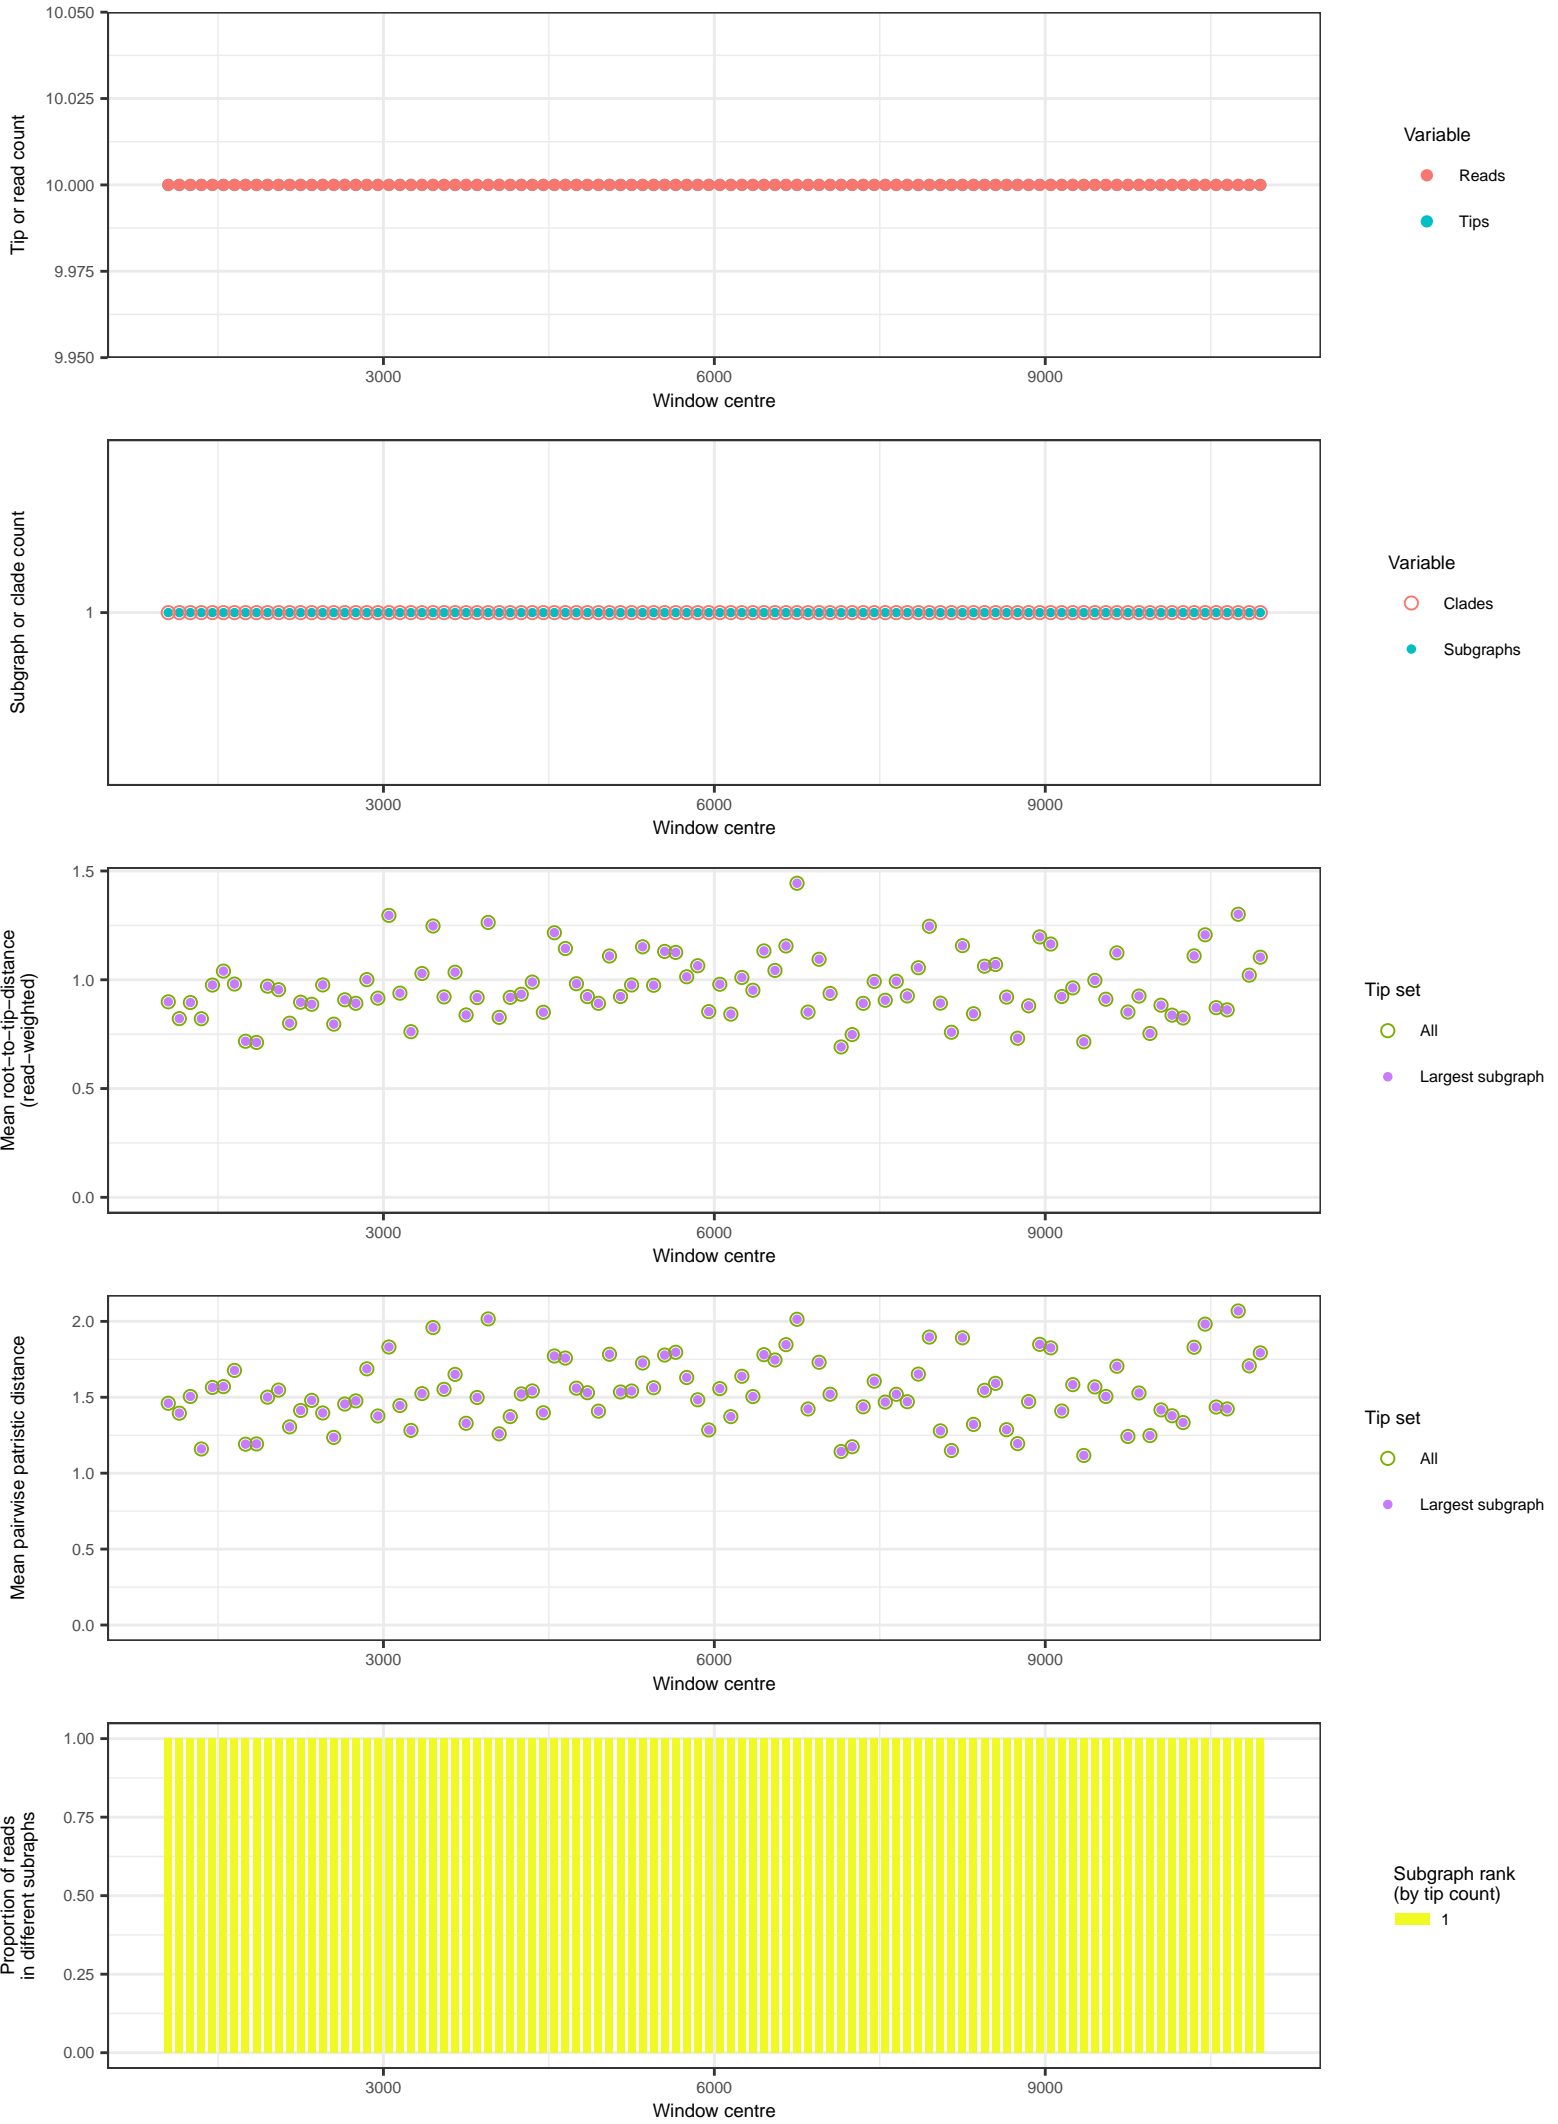 10.050
10.025
10.000
9.975
9.950
Tip or read count
3000
6000
9000
Window centre
Variable
Reads
Tips
1
Subgraph or clade count
3000
6000
9000
Window centre
Variable
Clades
Subgraphs
1.5
1.0
0.5
0.0
Mean root−to−tip−distance
(read−weighted)
3000
6000
9000
Window centre
Tip set
All
Largest subgraph
2.0
1.5
1.0
0.5
0.0
Mean pairwise patristic distance
3000
6000
9000
Window centre
Tip set
All
Largest subgraph
1.00
0.75
0.50
0.25
0.00
Proportion of reads
in different subraphs
3000
6000
9000
Window centre
Subgraph rank
(by tip count)
1